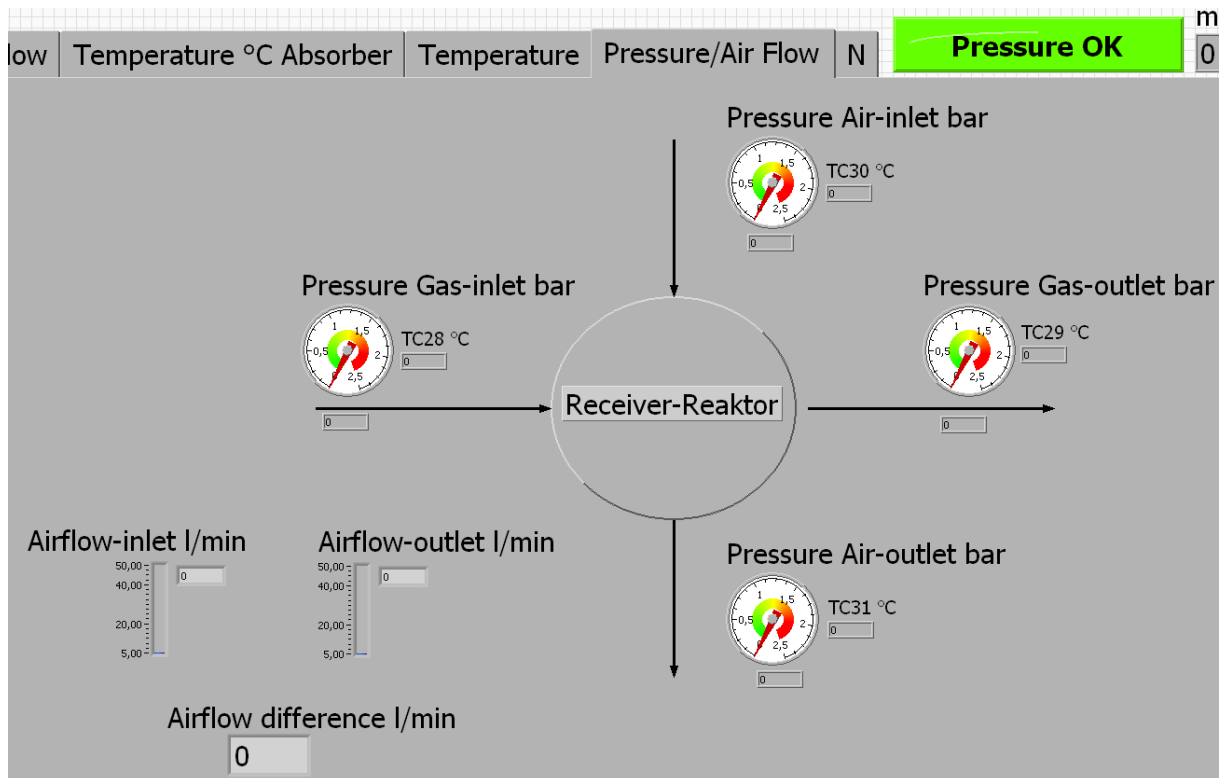 m
low Temperature °C Absorber Temperature Pressure/Air Flow N Pressure OK 0
Pressure Air-inlet bar
0 0,5 1 1,5 2 2,5
TC30 °C
0
0
Pressure Gas-inlet bar
0 0,5 1 1,5 2 2,5
TC28 °C
0
0
Pressure Gas-outlet bar
0 0,5 1 1,5 2 2,5
TC29 °C
0
0
Receiver-Reaktor
Airflow-inlet l/min
50,00
40,00
20,00
5,00
0
Airflow-outlet l/min
50,00
40,00
20,00
5,00
0
Pressure Air-outlet bar
0 0,5 1 1,5 2 2,5
TC31 °C
0
0
Airflow difference l/min
0